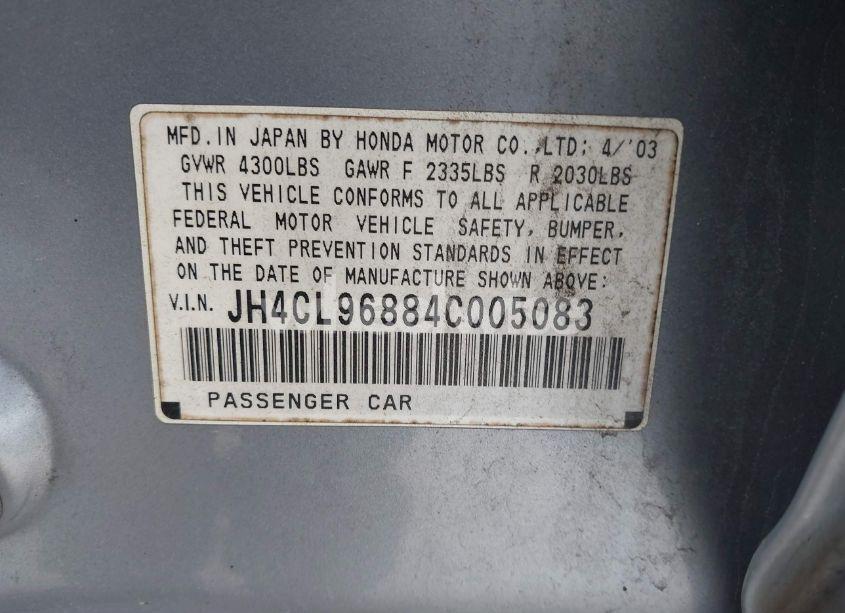 MFD. IN JAPAN BY HONDA MOTOR CO., LTD; 4/'03
GVWR 4300LBS GAWR F 2335LBS R 2030LBS
THIS VEHICLE CONFORMS TO ALL APPLICABLE
FEDERAL MOTOR VEHICLE SAFETY, BUMPER,
AND THEFT PREVENTION STANDARDS IN EFFECT
ON THE DATE OF MANUFACTURE SHOWN ABOVE:
V.I.N. JH4CL96884C005083
PASSENGER CAR